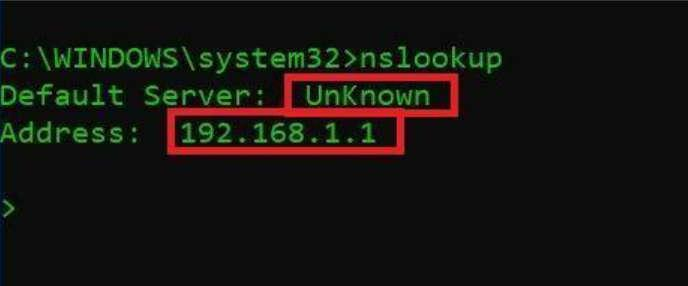 C:\WINDOWS\system32>nslookup
Default Server: UnKnown
Address: 192.168.1.1
>